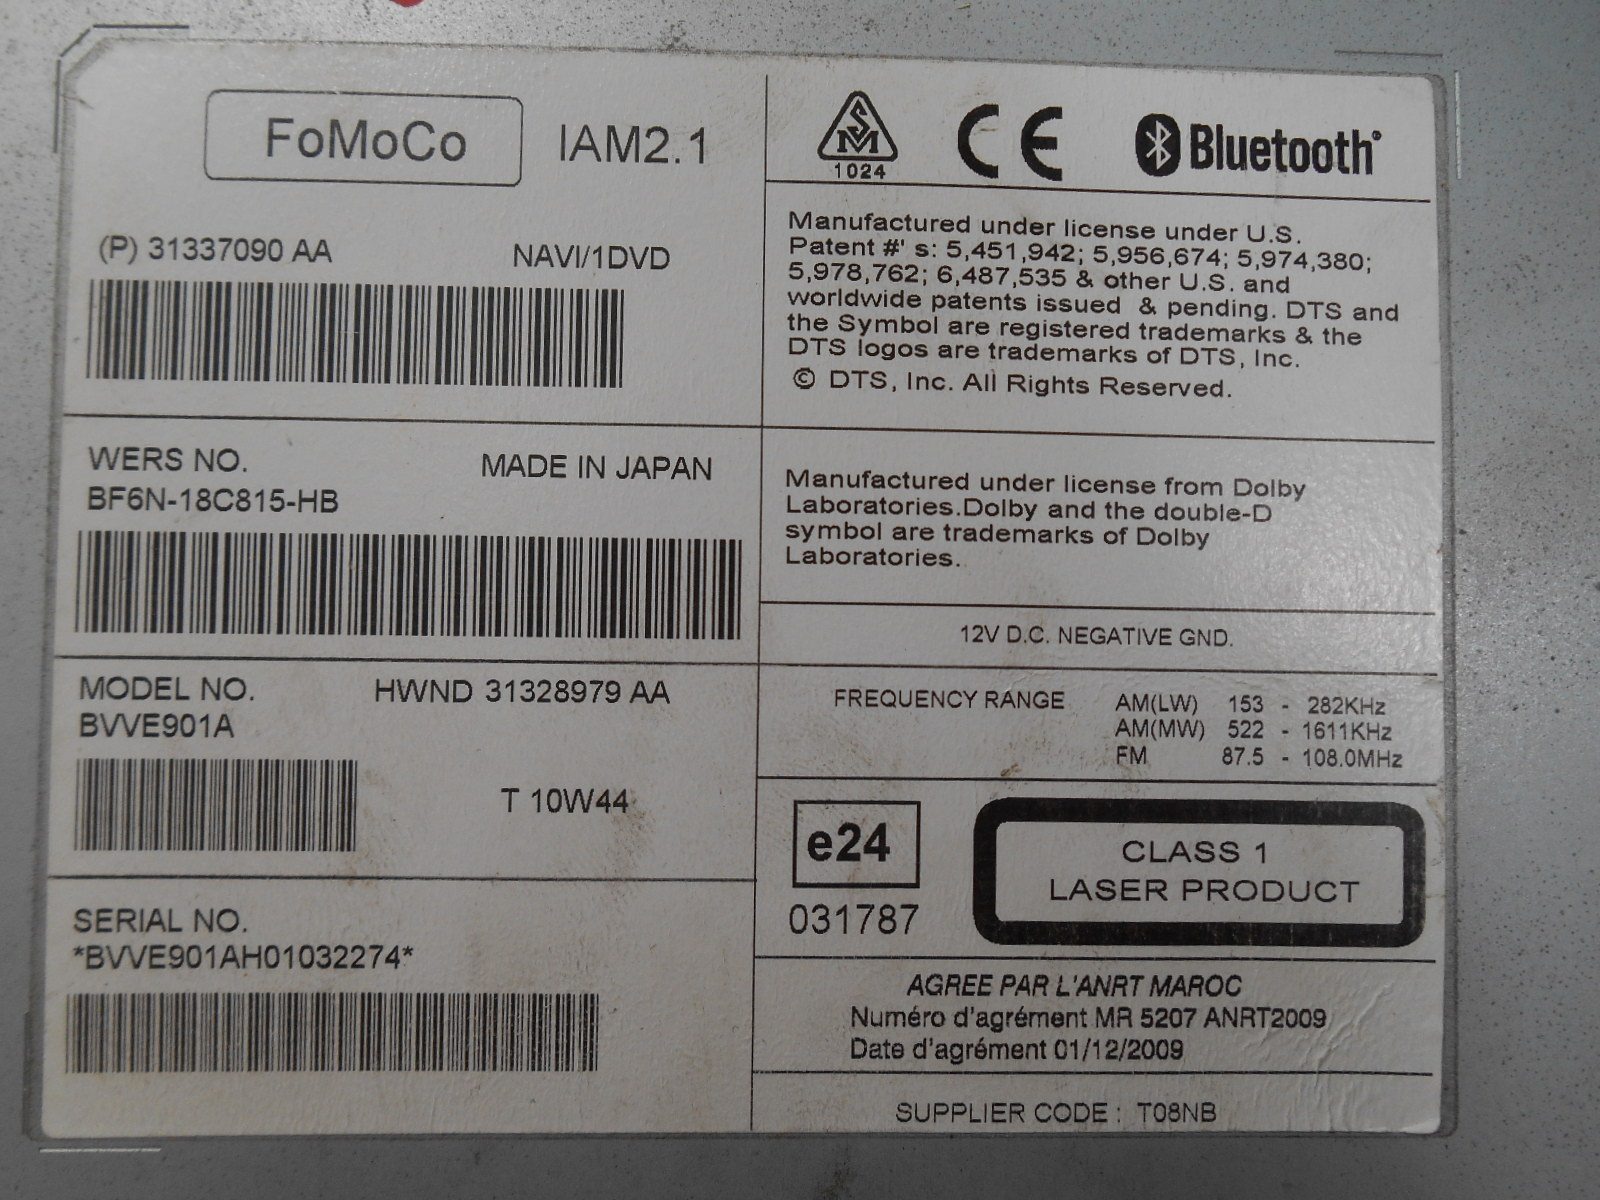 FoMoCo IAM2.1
(P) 31337090 AA NAVI/1DVD
WERS NO. MADE IN JAPAN
BF6N-18C815-HB
MODEL NO. HWND 31328979 AA
BVVE901A
T 10W44
SERIAL NO.
*BVVE901AH01032274*
S
M
1024
CE
Bluetooth®
Manufactured under license under U.S.
Patent #' s: 5,451,942; 5,956,674; 5,974,380;
5,978,762; 6,487,535 & other U.S. and
worldwide patents issued & pending. DTS and
the Symbol are registered trademarks & the
DTS logos are trademarks of DTS, Inc.
© DTS, Inc. All Rights Reserved.
Manufactured under license from Dolby
Laboratories.Dolby and the double-D
symbol are trademarks of Dolby
Laboratories.
12V D.C. NEGATIVE GND.
FREQUENCY RANGE AM(LW) 153 - 282KHz
AM(MW) 522 - 1611KHz
FM 87.5 - 108.0MHz
e24
031787
CLASS 1
LASER PRODUCT
AGREE PAR L'ANRT MAROC
Numéro d'agrément MR 5207 ANRT2009
Date d'agrément 01/12/2009
SUPPLIER CODE : T08NB